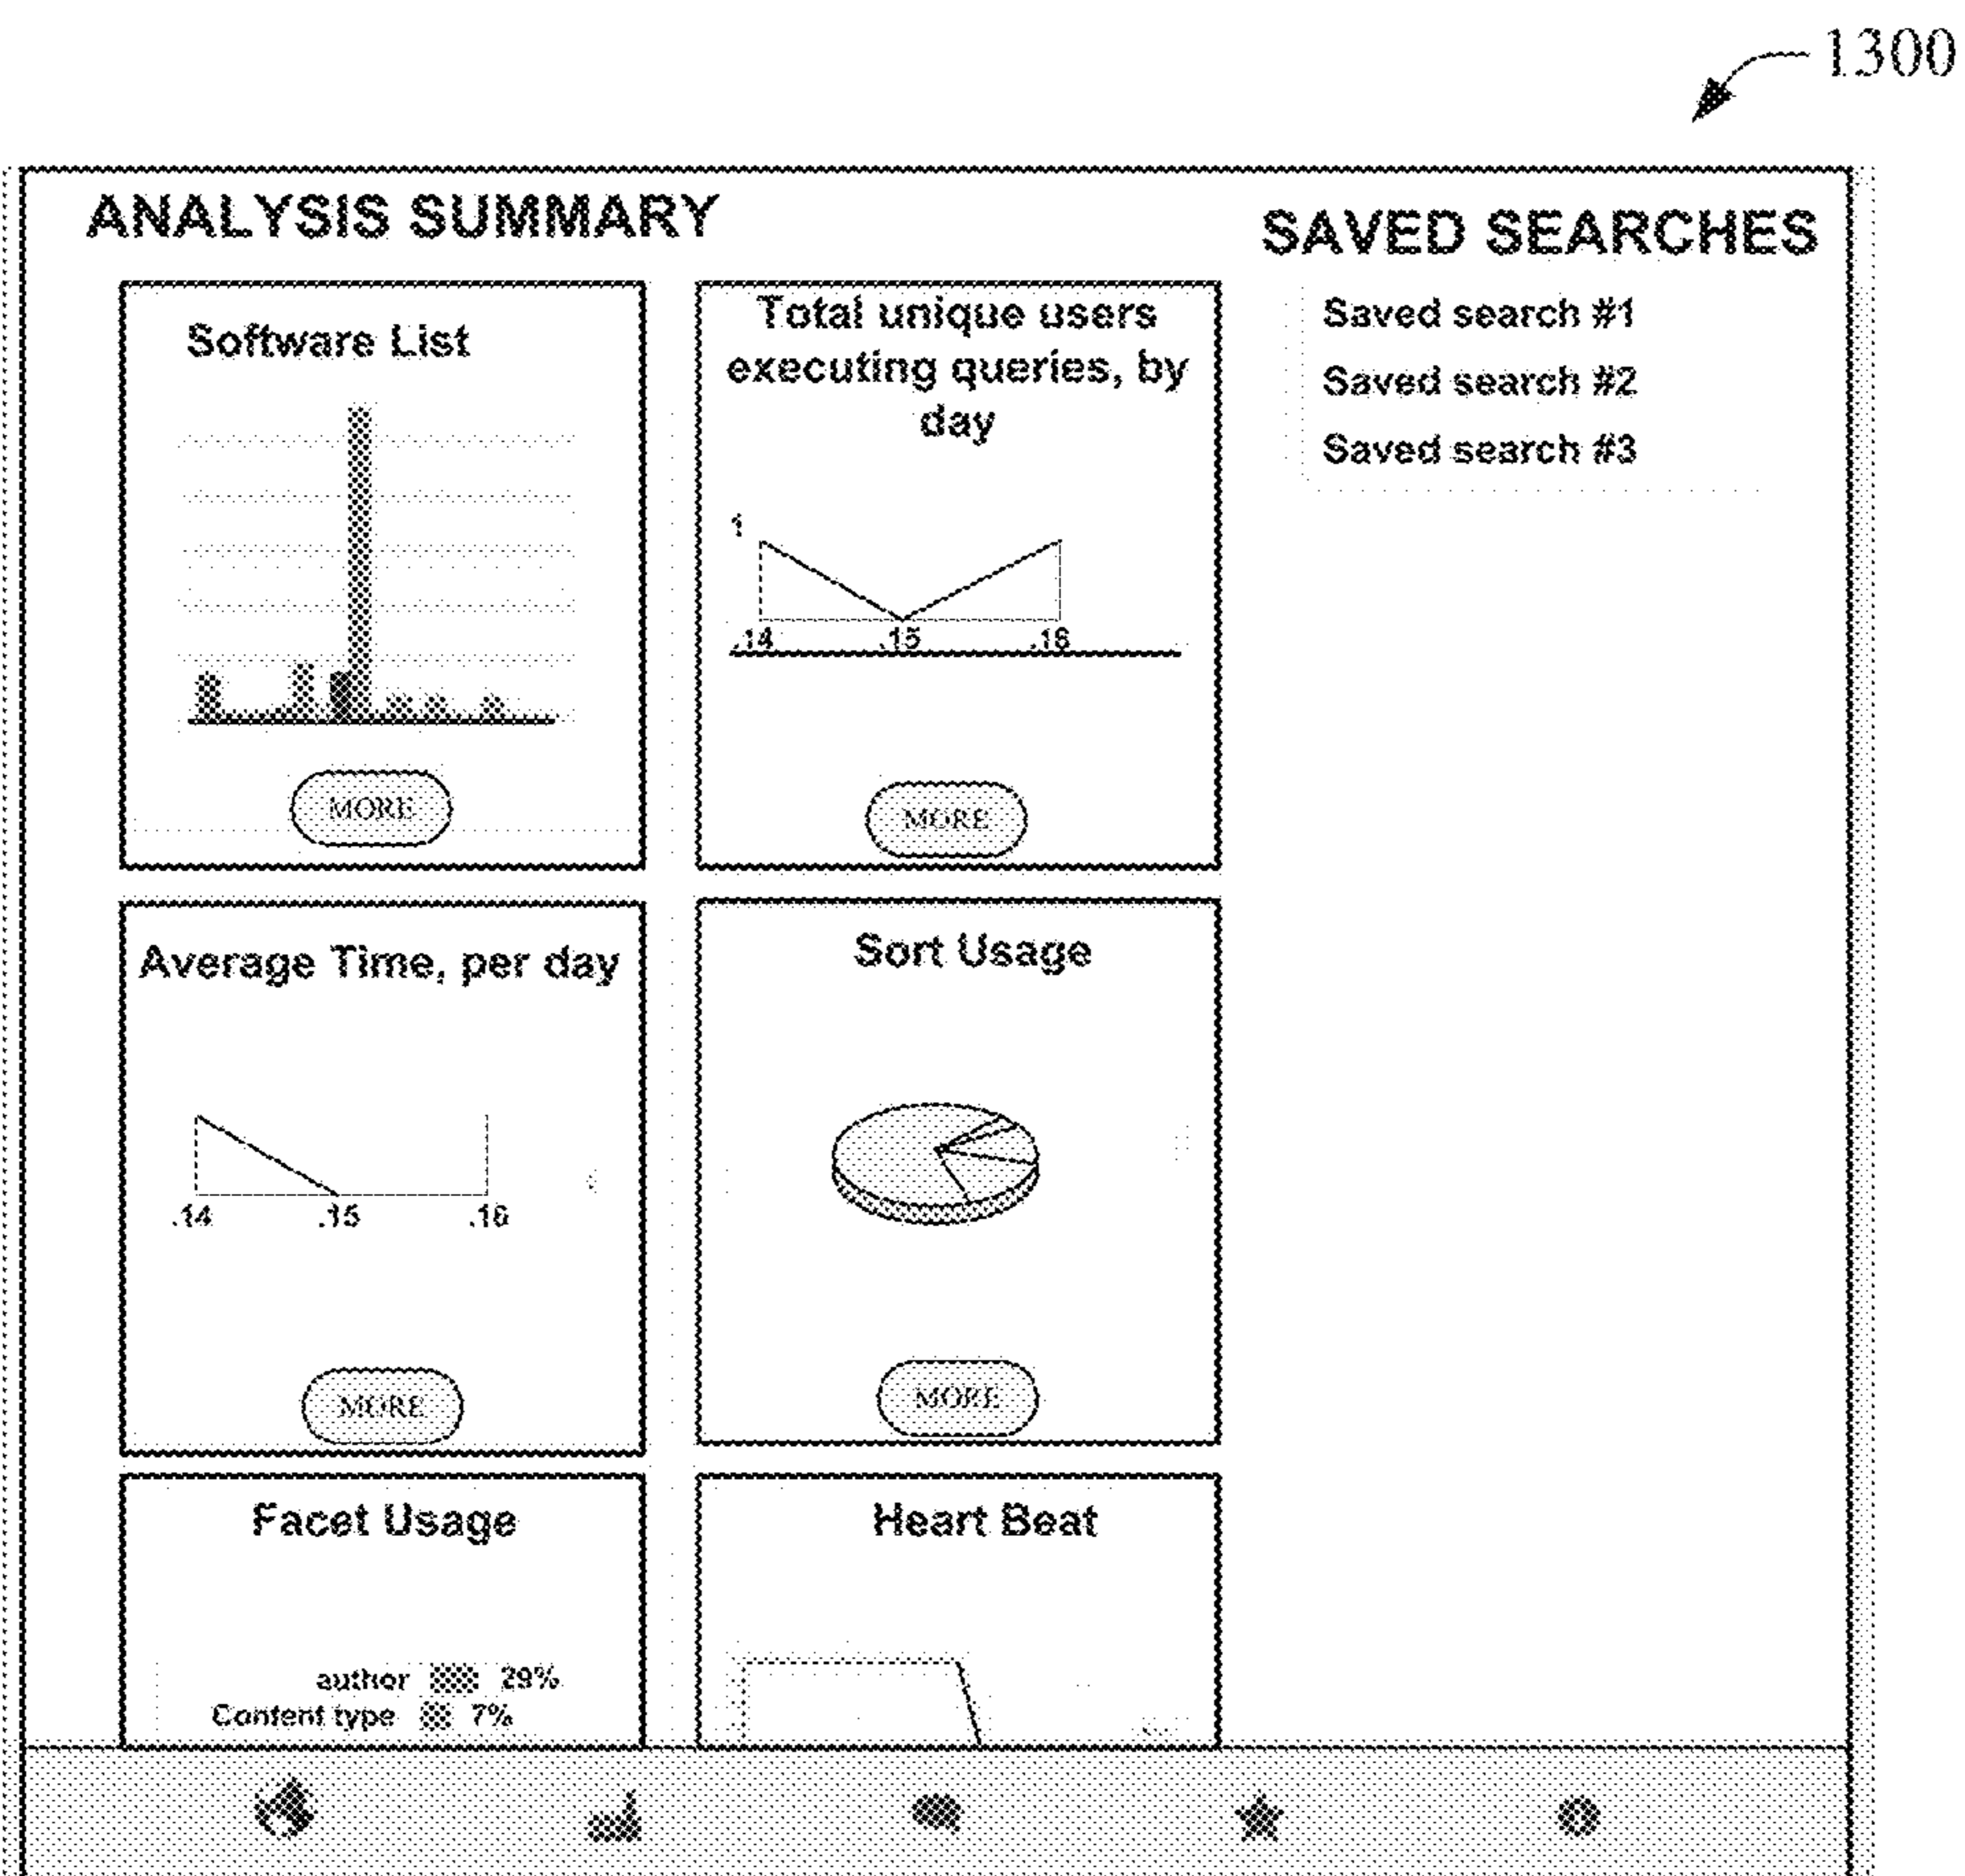 1300
ANALYSIS SUMMARY
SAVED SEARCHES
Software List
MORE
Total unique users
executing queries, by
day
1
.14 .15 .16
MORE
Saved search #1
Saved search #2
Saved search #3
Average Time, per day
.14 .15 .16
MORE
Sort Usage
MORE
Facet Usage
author 29%
Content type 7%
Heart Beat